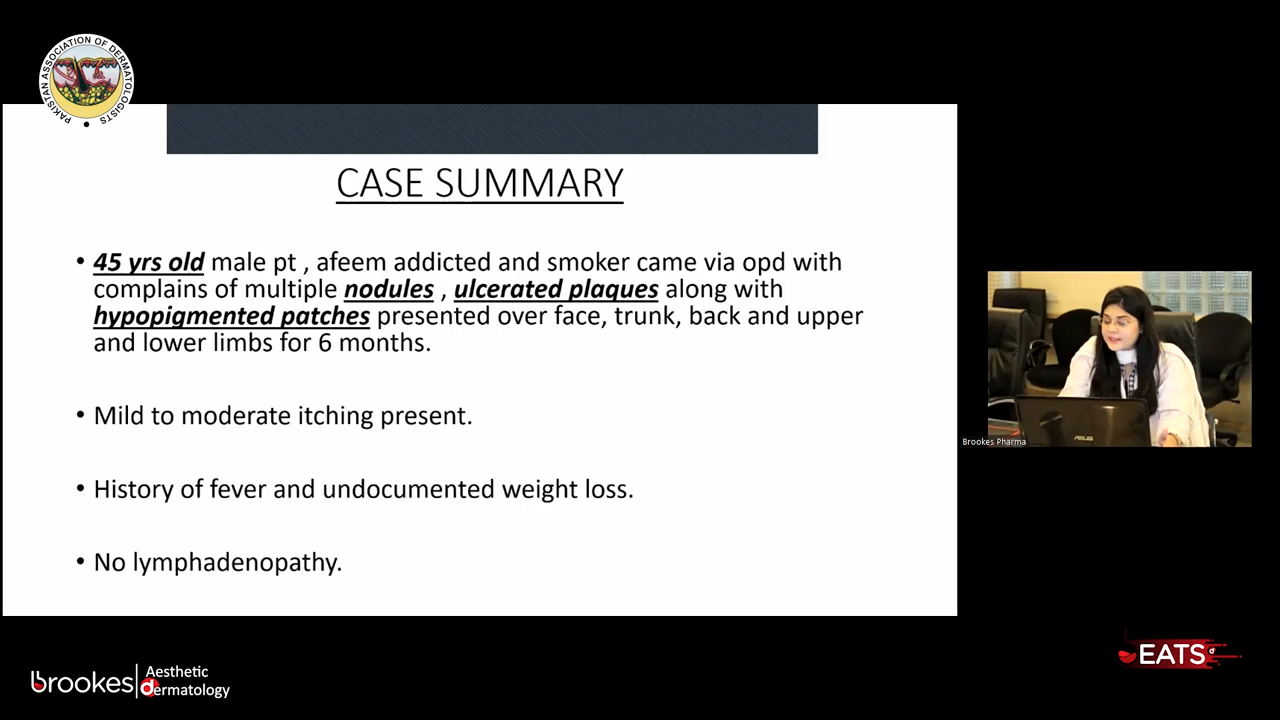 PAKISTAN ASSOCIATION OF DERMATOLOGISTS
CASE SUMMARY
• 45 yrs old male pt , afeem addicted and smoker came via opd with
complains of multiple nodules , ulcerated plaques along with
hypopigmented patches presented over face, trunk, back and upper
and lower limbs for 6 months.
• Mild to moderate itching present.
• History of fever and undocumented weight loss.
• No lymphadenopathy.
ASUS
Brookes Pharma
brookes Aesthetic
dermatology
EATS